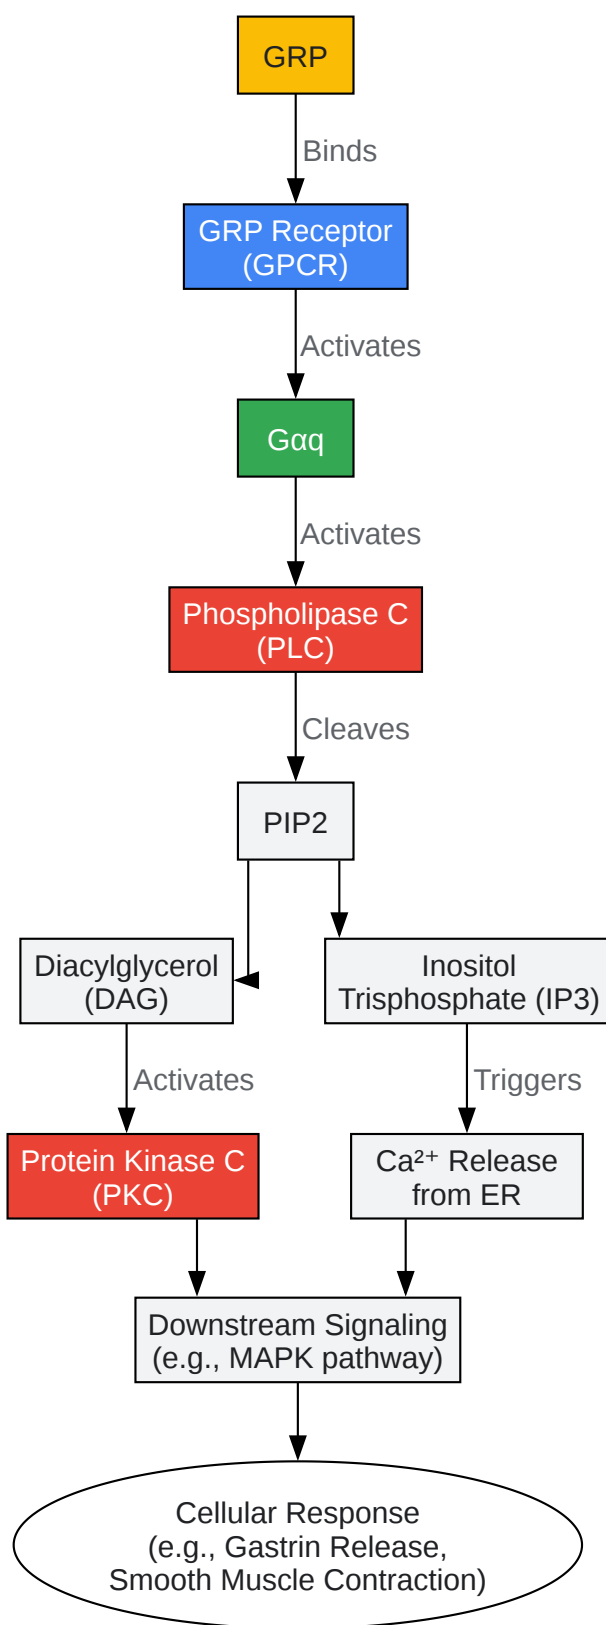 GRP
Binds
GRP Receptor
(GPCR)
Activates
Gαq
Activates
Phospholipase C
(PLC)
Cleaves
PIP2
Diacylglycerol
(DAG)
Inositol
Trisphosphate (IP3)
Activates
Triggers
Protein Kinase C
(PKC)
Ca²⁺ Release
from ER
Downstream Signaling
(e.g., MAPK pathway)
Cellular Response
(e.g., Gastrin Release,
Smooth Muscle Contraction)